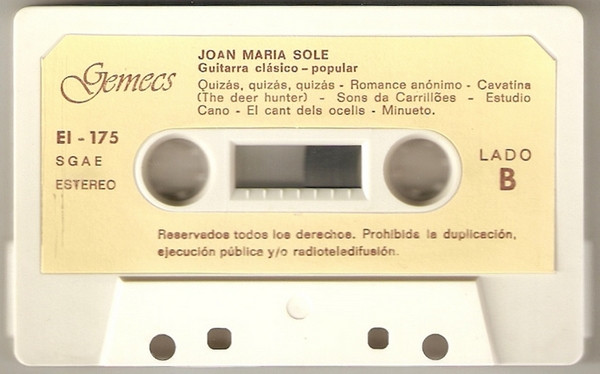 JOAN MARIA SOLE
Gemecs
Guitarra clásico - popular
Quizás, quizàs, quizás - Romance anónimo - Cavatina
(The deer hunter) - Sons da Carrillões - Estudio
Cano - El cant dels ocells - Minueto.
EI - 175
SGAE
ESTEREO
LADO
B
Reservados todos los derechos. Prohibida la duplicación,
ejecución pública y/o radioteledifusión.